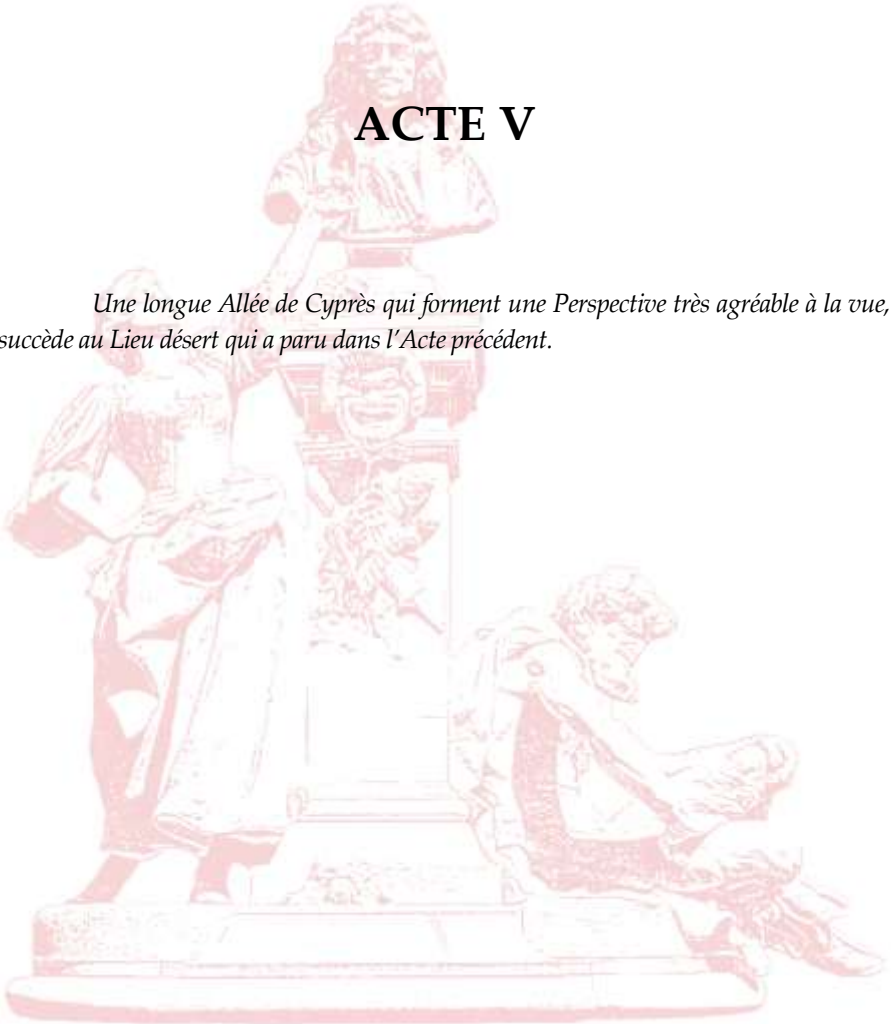 ACTE V
Une longue Allée de Cyprès qui forment une Perspective très agréable à la vue,
succède au Lieu désert qui a paru dans l’Acte précédent.